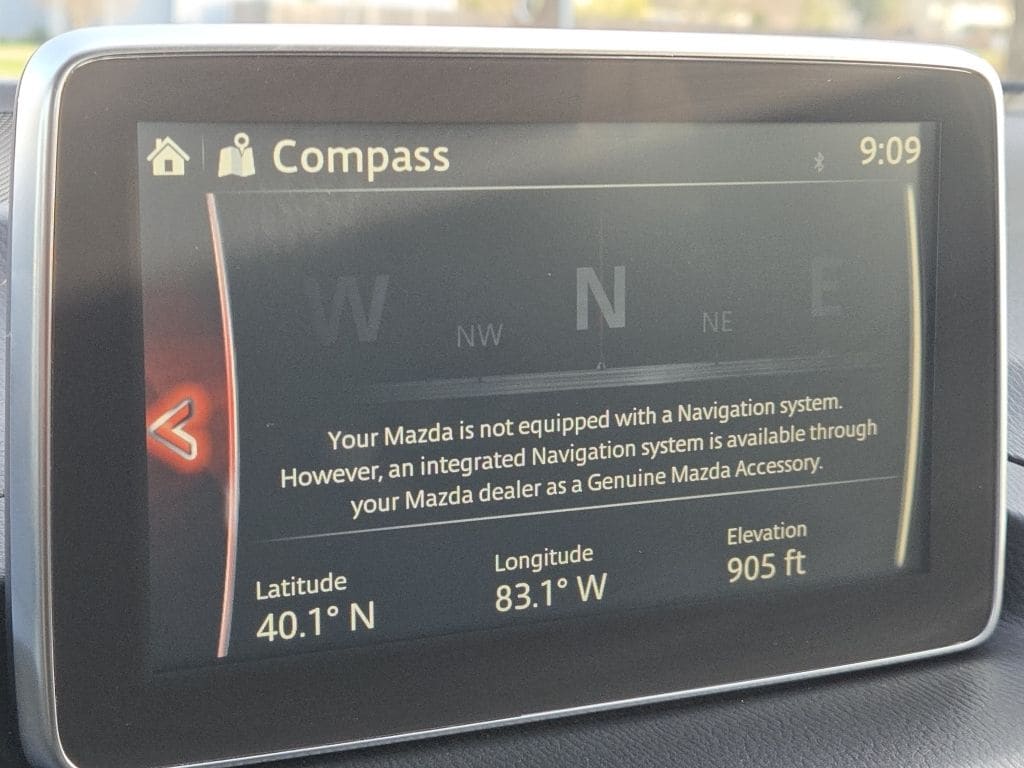 Compass
9:09
W NW N NE E
Your Mazda is not equipped with a Navigation system.
However, an integrated Navigation system is available through
your Mazda dealer as a Genuine Mazda Accessory.
Latitude
40.1° N
Longitude
83.1° W
Elevation
905 ft